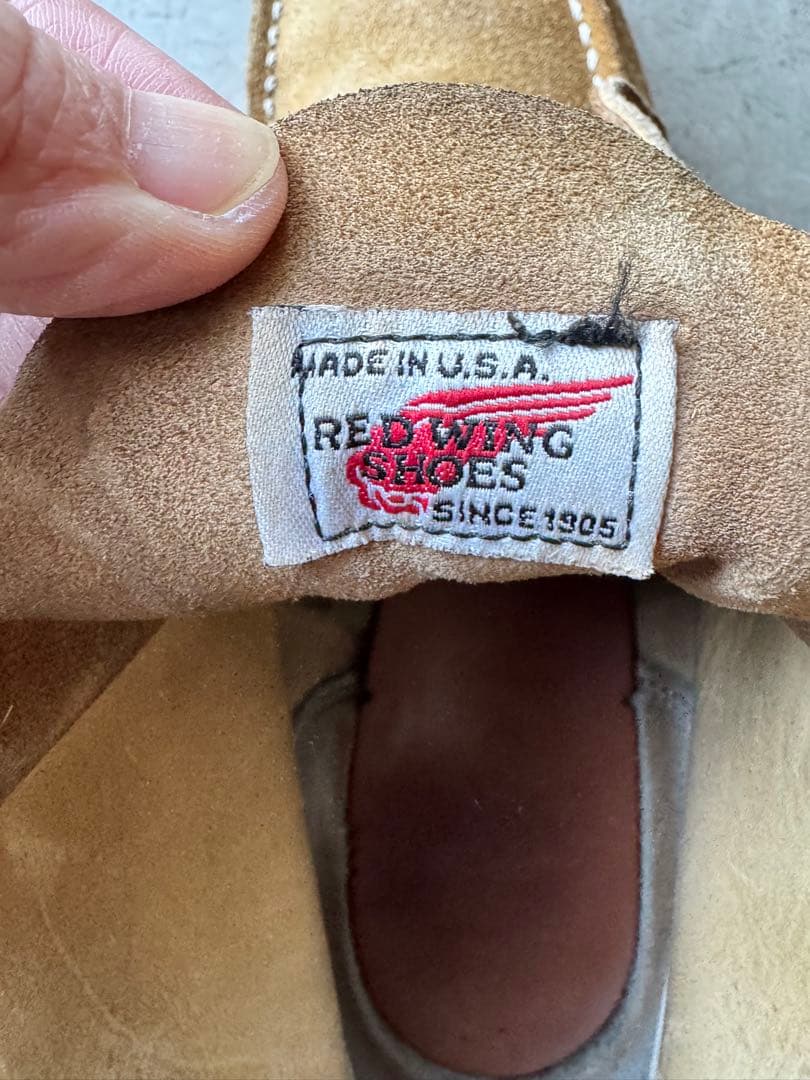 MADE IN U.S.A.
RED WING
SHOES
SINCE 1905